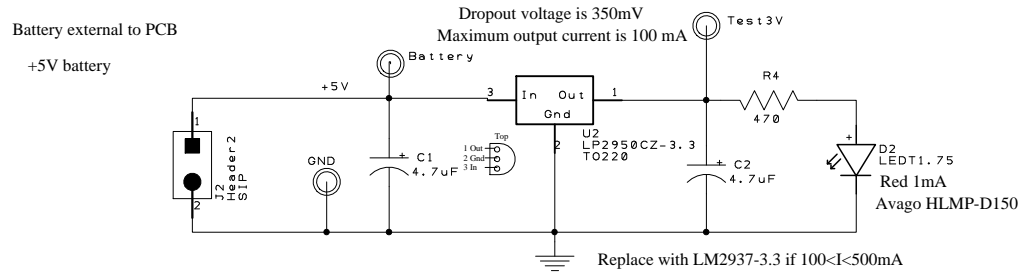 Battery external to PCB
+5V battery
Dropout voltage is 350mV
Maximum output current is 100 mA
Battery
Test3V
+5V
3
In Out
Gnd
1
2
U2
LP2950CZ-3.3
TO220
R4
470
1
J2
Header2
SIP
2
GND
C1
4.7uF
Top
1 Out
2 Gnd
3 In
C2
4.7uF
D2
LEDT1.75
Red 1mA
Avago HLMP-D150
Replace with LM2937-3.3 if 100<I<500mA